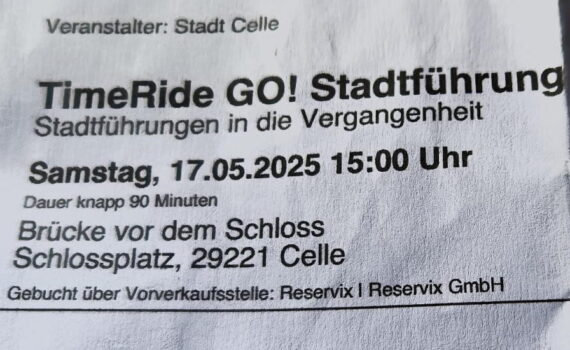 Veranstalter: Stadt Celle
TimeRide GO! Stadtführung
Stadtführungen in die Vergangenheit
Samstag, 17.05.2025 15:00 Uhr
Dauer knapp 90 Minuten
Brücke vor dem Schloss
Schlossplatz, 29221 Celle
Gebucht über Vorverkaufsstelle: Reservix | Reservix GmbH